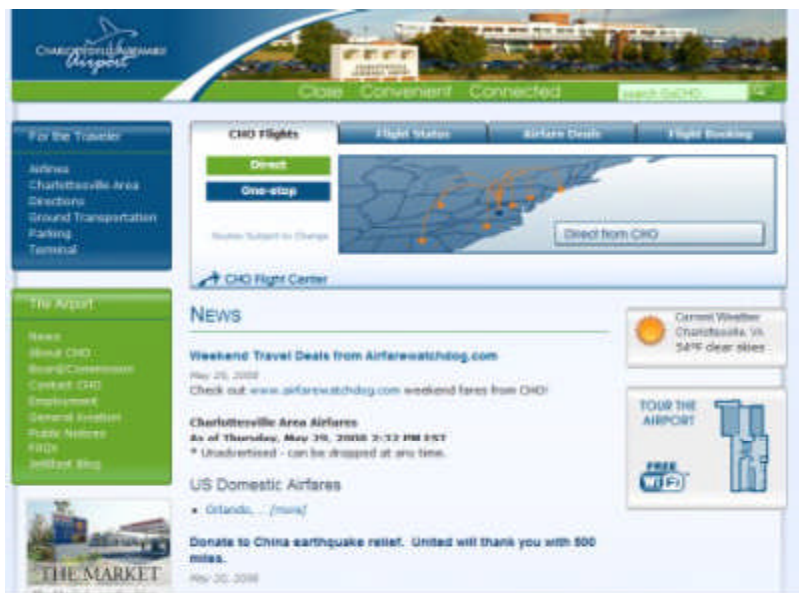 CHARLOTTESVILLE ALBEMARLE
Airport
Close Convenient Connected
search GoCHO...
For the Traveler
Airlines
Charlottesville Area
Directions
Ground Transportation
Parking
Terminal
CHO Flights
Flight Status
Airfare Deals
Flight Booking
Direct
One-stop
Routes Subject to Change
Direct from CHO
CHO Flight Center
The Airport
News
About CHO
Board/Commission
Contact CHO
Employment
General Aviation
Public Notices
FAQs
JetBlast Blog
THE MARKET
NEWS
Weekend Travel Deals from Airfarewatchdog.com
May 29, 2008
Check out www.airfarewatchdog.com weekend fares from CHO!
Charlottesville Area Airfares
As of Thursday, May 29, 2008 2:32 PM EST
* Unadvertised - can be dropped at any time.
US Domestic Airfares
Orlando, ... [more]
Donate to China earthquake relief. United will thank you with 500
miles.
May 20, 2008
Current Weather
Charlottesville, VA
54°F clear skies
TOUR THE
AIRPORT
FREE
Wi Fi